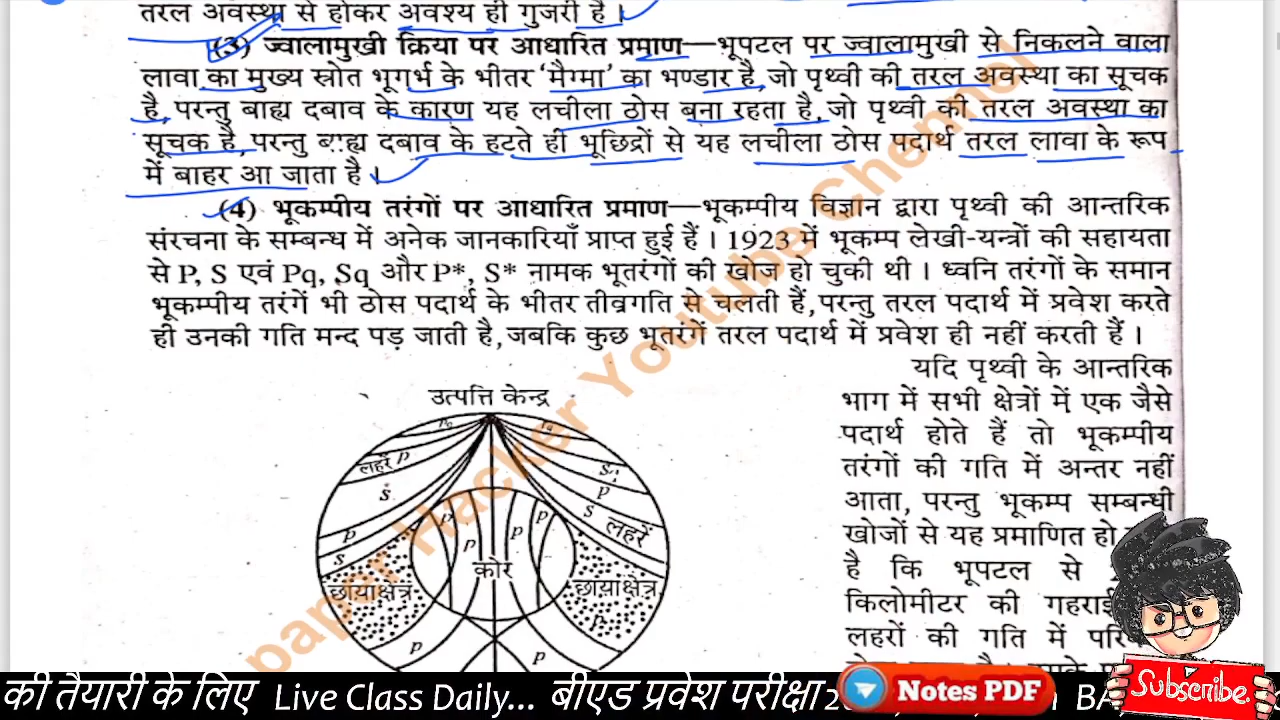 तरल अवस्था से होकर अवश्य ही गुजरी है ।
(3) ज्वालामुखी क्रिया पर आधारित प्रमाण—भूपटल पर ज्वालामुखी से निकलने वाला
लावा का मुख्य स्रोत भूगर्भ के भीतर 'मैग्मा' का भण्डार है, जो पृथ्वी की तरल अवस्था का सूचक
है, परन्तु बाह्य दबाव के कारण यह लचीला ठोस बना रहता है, जो पृथ्वी की तरल अवस्था का
सूचक है, परन्तु बाह्य दबाव के हटते ही भूछिद्रों से यह लचीला ठोस पदार्थ तरल लावा के रूप
में बाहर आ जाता है ।
(4) भूकम्पीय तरंगों पर आधारित प्रमाण—भूकम्पीय विज्ञान द्वारा पृथ्वी की आन्तरिक
संरचना के सम्बन्ध में अनेक जानकारियाँ प्राप्त हुई हैं । 1923 में भूकम्प लेखी-यन्त्रों की सहायता
से P, S एवं Pq, Sq और P*, S* नामक भूतरंगों की खोज हो चुकी थी । ध्वनि तरंगों के समान
भूकम्पीय तरंगें भी ठोस पदार्थ के भीतर तीव्रगति से चलती हैं, परन्तु तरल पदार्थ में प्रवेश करते
ही उनकी गति मन्द पड़ जाती है, जबकि कुछ भूतरंगें तरल पदार्थ में प्रवेश ही नहीं करती हैं ।
यदि पृथ्वी के आन्तरिक
भाग में सभी क्षेत्रों में एक जैसे
पदार्थ होते हैं तो भूकम्पीय
तरंगों की गति में अन्तर नहीं
आता, परन्तु भूकम्प सम्बन्धी
खोजों से यह प्रमाणित हो
है कि भूपटल से
किलोमीटर की
लहरों की गति में
उत्पत्ति केन्द्र
लहरें P
S
P
S
P
S
लहरें
P
P
P
P
कोर
छायाक्षेत्र
छायाक्षेत्र
P
P
P
paper Hacker Youtube Chennal
की तैयारी के लिए Live Class Daily... बीएड प्रवेश परीक्षा
Notes PDF
Subscribe